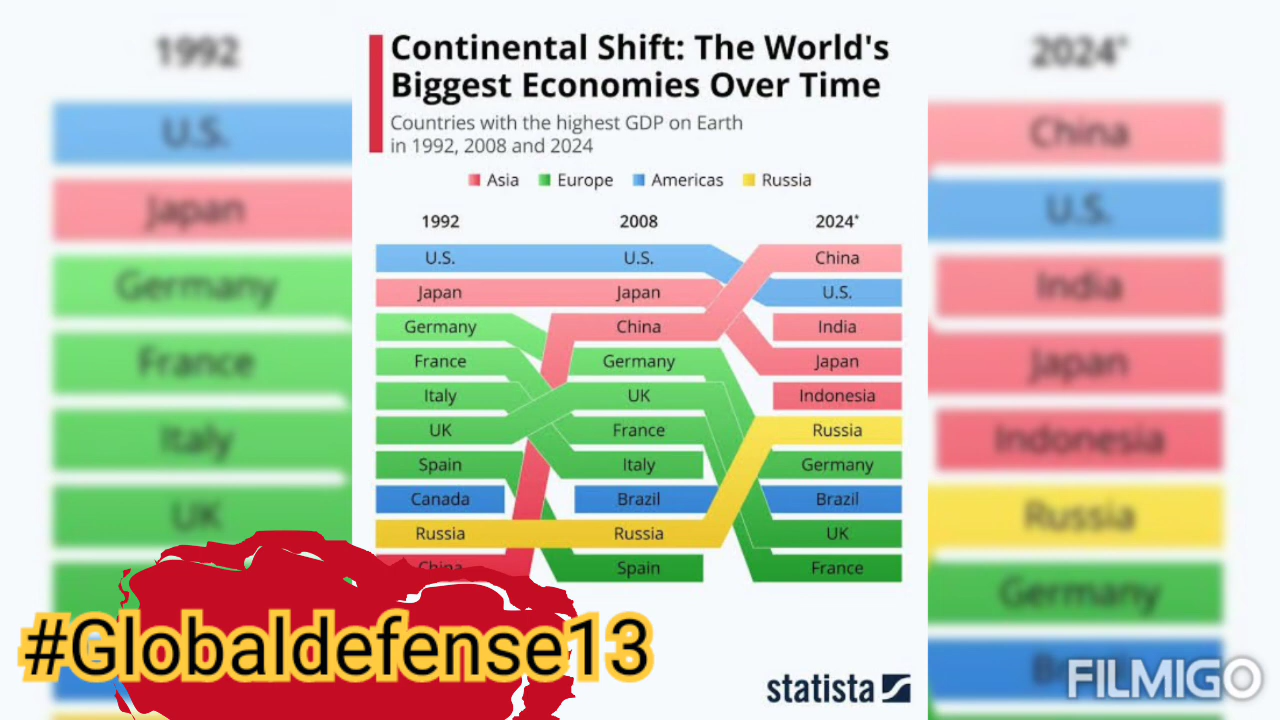 Continental Shift: The World's
Biggest Economies Over Time
Countries with the highest GDP on Earth
in 1992, 2008 and 2024
Asia Europe Americas Russia
1992 2008 2024*
U.S. U.S. China
Japan Japan U.S.
Germany China India
France Germany Japan
Italy UK Indonesia
UK France Russia
Spain Italy Germany
Canada Brazil Brazil
Russia Russia UK
China Spain France
statista
1992
U.S.
Japan
Germany
France
Italy
UK
2024*
China
U.S.
India
Japan
Indonesia
Russia
Germany
#Globaldefense13
FILMIGO